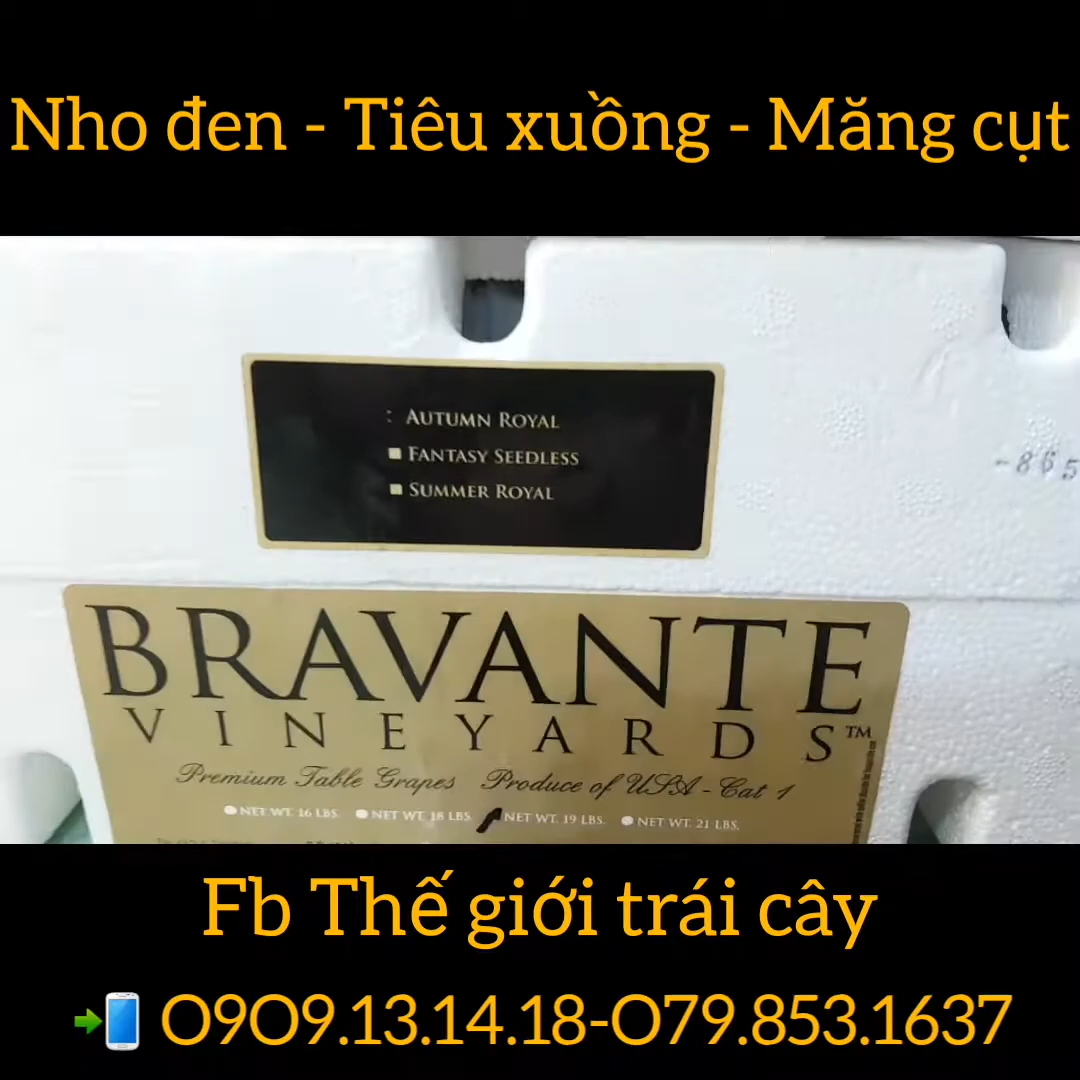 Nho đen - Tiêu xuồng - Măng cụt
: AUTUMN ROYAL
FANTASY SEEDLESS
SUMMER ROYAL
-865
BRAVANTE
VINEYARDS™
Premium Table Grapes Produce of USA - Cat 1
NET WT. 16 LBS. NET WT. 18 LBS. NET WT. 19 LBS. NET WT. 21 LBS.
Fb Thế giới trái cây
O9O9.13.14.18-O79.853.1637